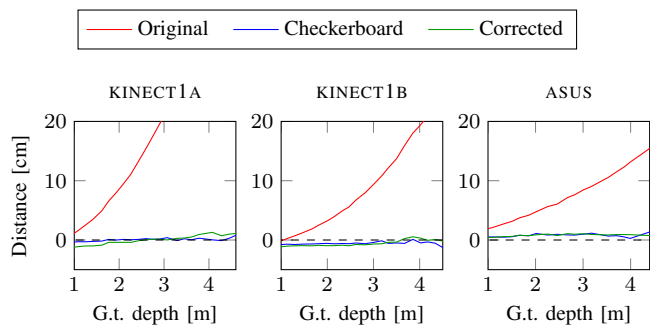 Original Checkerboard Corrected
KINECT1A KINECT1B ASUS
Distance [cm]
20 20 20
10 10 10
0 0 0
1 2 3 4 1 2 3 4 1 2 3 4
G.t. depth [m] G.t. depth [m] G.t. depth [m]